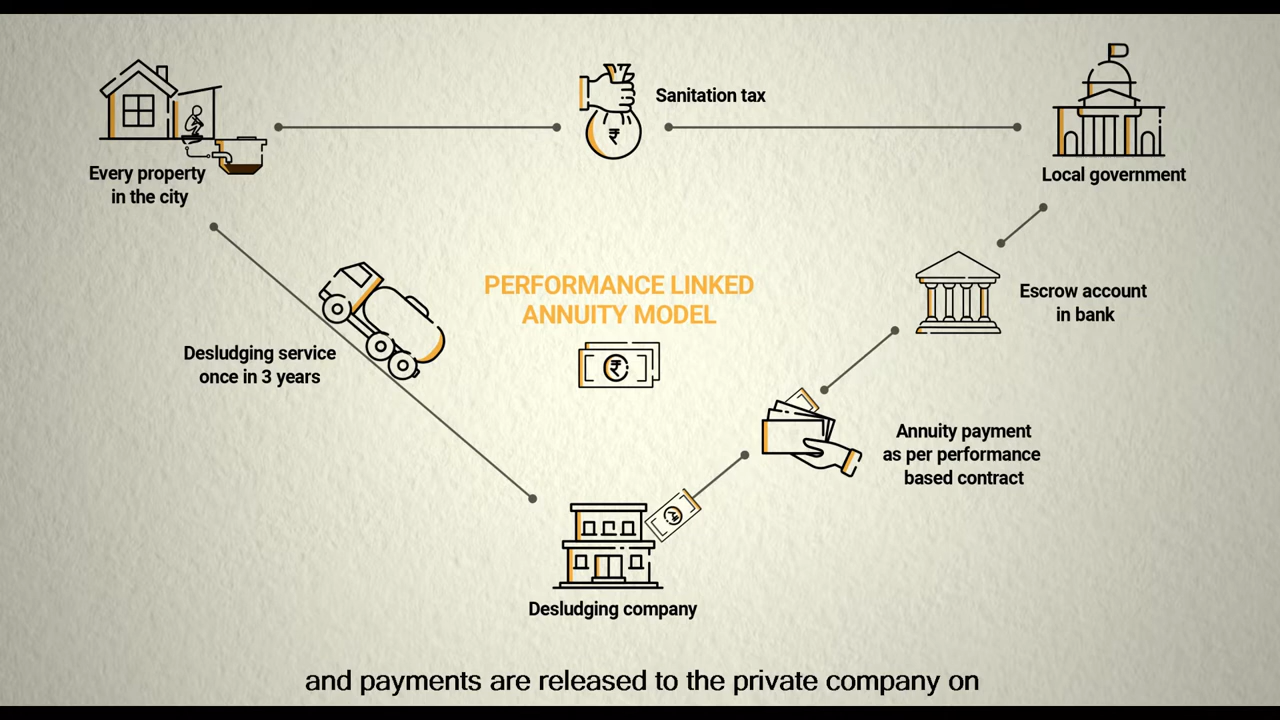 Sanitation tax
Every property
in the city
Local government
PERFORMANCE LINKED
ANNUITY MODEL
Escrow account
in bank
Desludging service
once in 3 years
Annuity payment
as per performance
based contract
Desludging company
and payments are released to the private company on
₹
₹
₹